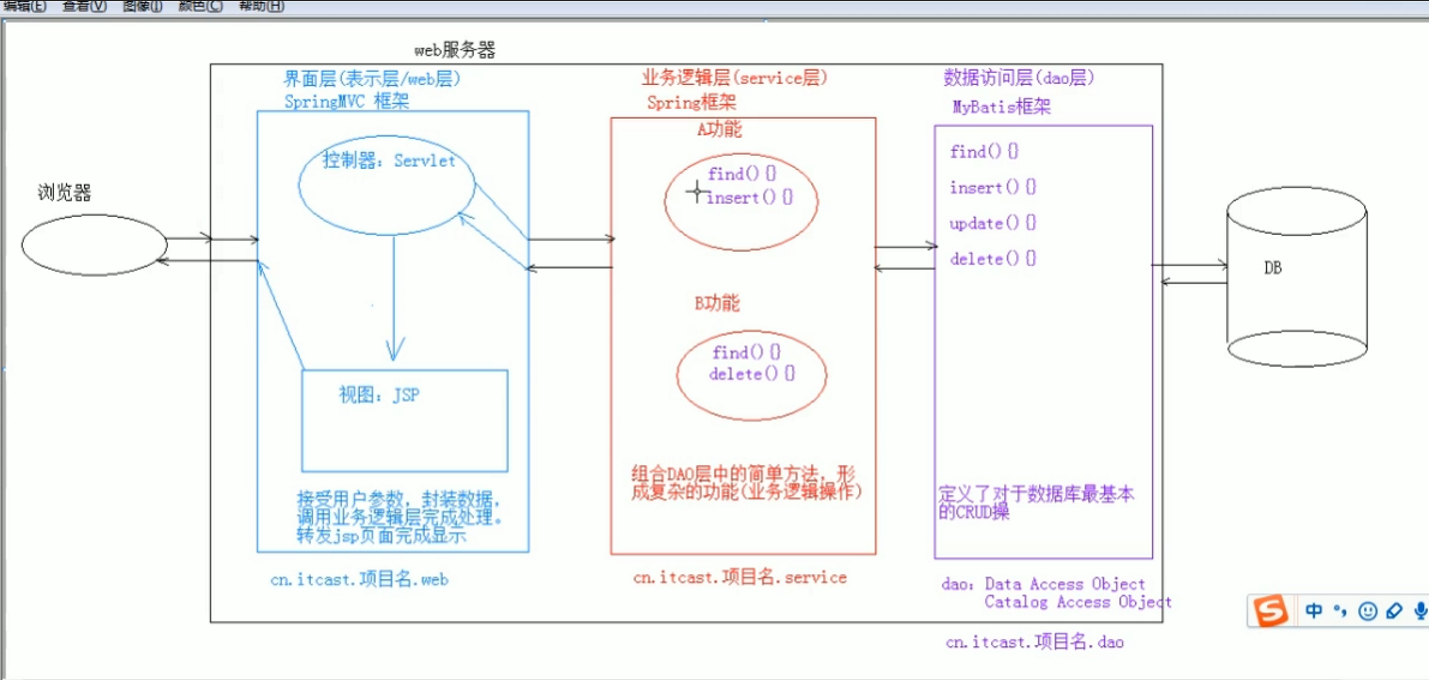 编辑(E) 查看(V) 图像(I) 颜色(C) 帮助(H)
web服务器
界面层(表示层/web层)
SpringMVC 框架
控制器：Servlet
视图：JSP
接受用户参数，封装数据，
调用业务逻辑层完成处理。
转发jsp页面完成显示
cn.itcast.项目名.web
浏览器
业务逻辑层(service层)
Spring框架
A功能
find(){}
insert(){}
B功能
find(){}
delete(){}
组合DAO层中的简单方法，形
成复杂的功能(业务逻辑操作)
cn.itcast.项目名.service
数据访问层(dao层)
MyBatis框架
find(){}
insert(){}
update(){}
delete(){}
定义了对于数据库最基本
的CRUD操
dao：Data Access Object
Catalog Access Object
cn.itcast.项目名.dao
DB
中